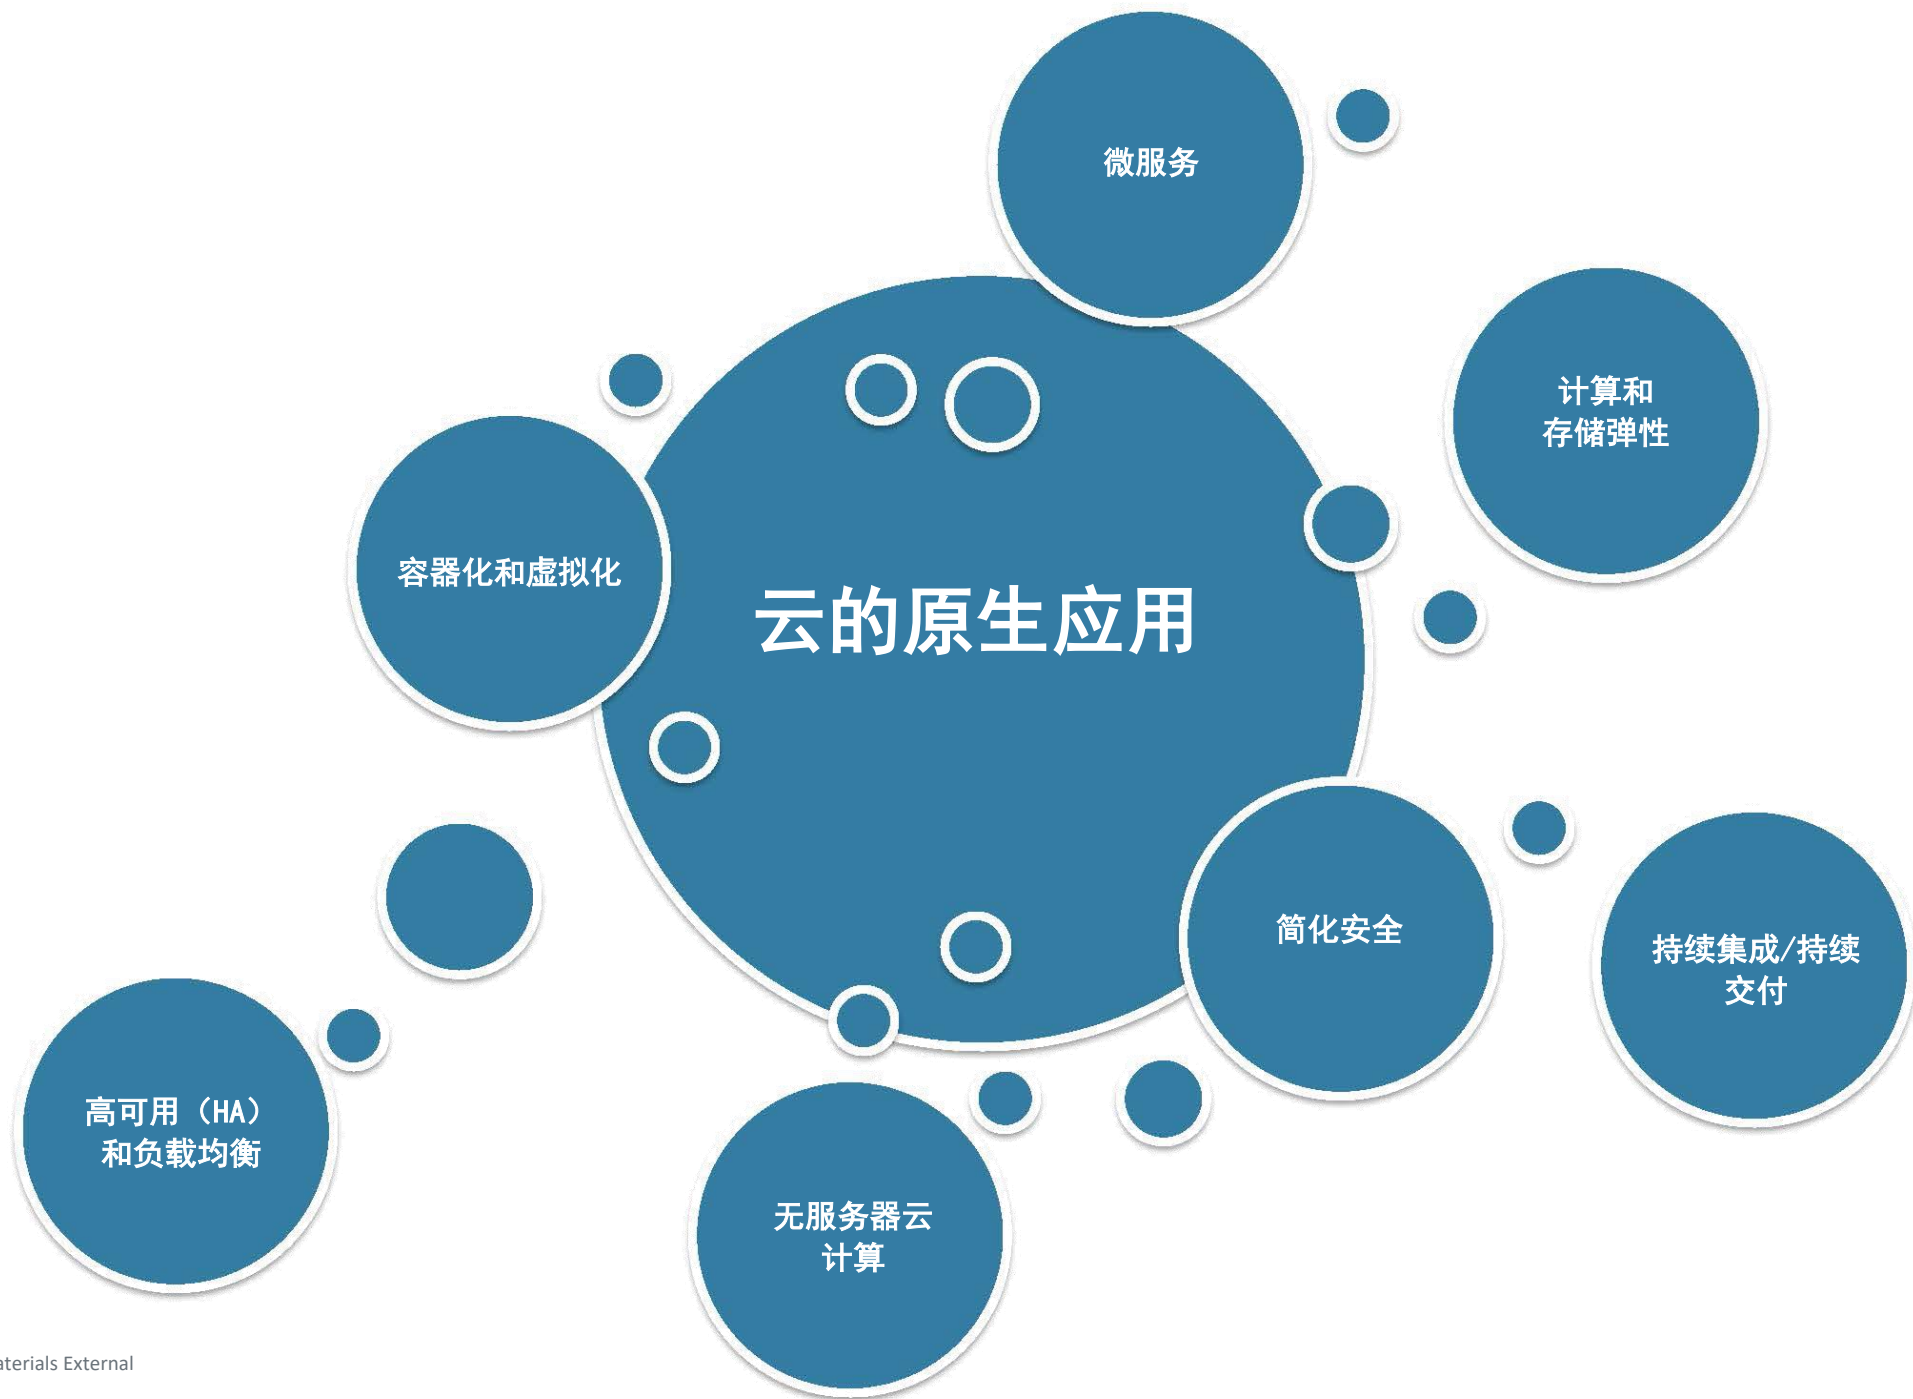 微服务
计算和
存储弹性
容器化和虚拟化
云的原生应用
简化安全
持续集成/持续
交付
高可用（HA）
和负载均衡
无服务器云
计算
External